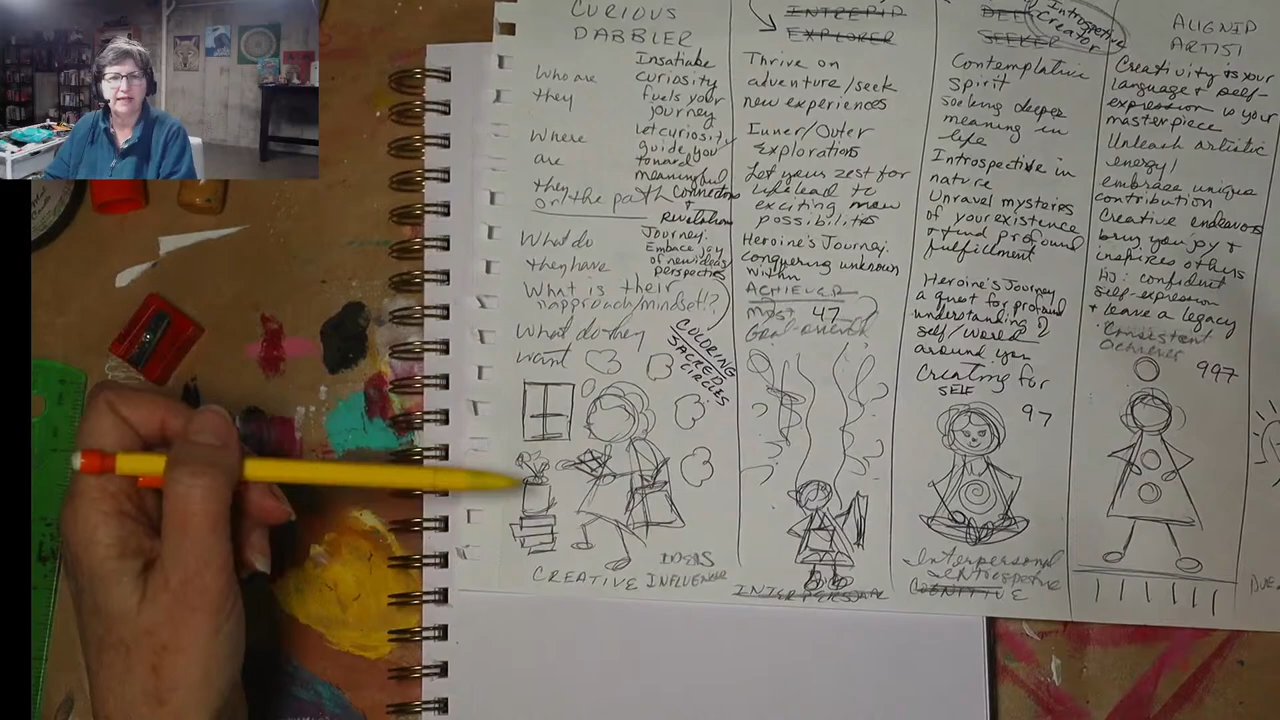 CURIOUS
DABBLER
Insatiable
Who are
they
curiosity
fuels your
journey
Where
are
they
let curiosity
guide you
toward
meaningful
connections
+
Revelations
on the path
What do
they have
Journey.
Embace joy
of new ideas
perspectives
What is their
approach/mindset?
What do they
want
COLORING
SACRED
CIRCLES
IDEAS
CREATIVE INFLUENCER
INTREPID
EXPLORER
Thrive on
adventure/seek
new experiences
Inner/Outer
Explorations
Let your zest for
life lead to
exciting new
possibilities
Heroine's Journey.
conquering unknown
within
ACHIEVER
most 47
Goal-oriented
INTERPERSONAL
Introspective
Creator
SEEKER
Contemplative
Spirit
seeking deeper
meaning in
life
Introspective in
nature
Unravel mysteries
of your existence
+ find profound
fulfillment
Heroine's Journey
a quest for profound
understanding of
self/world
around you
Creating for
SELF
97
Interpersonal
Introspective
COGNITIVE
ALIGNED
ARTIST
Creativity is your
language + self-
expression is your
masterpiece
Unleash artistic
energy/
embrace unique
contribution
Creative endeavors
bring you joy +
inspires others
HJ: confident
self-expression
+ leave a legacy
Consistent
Achiever
997